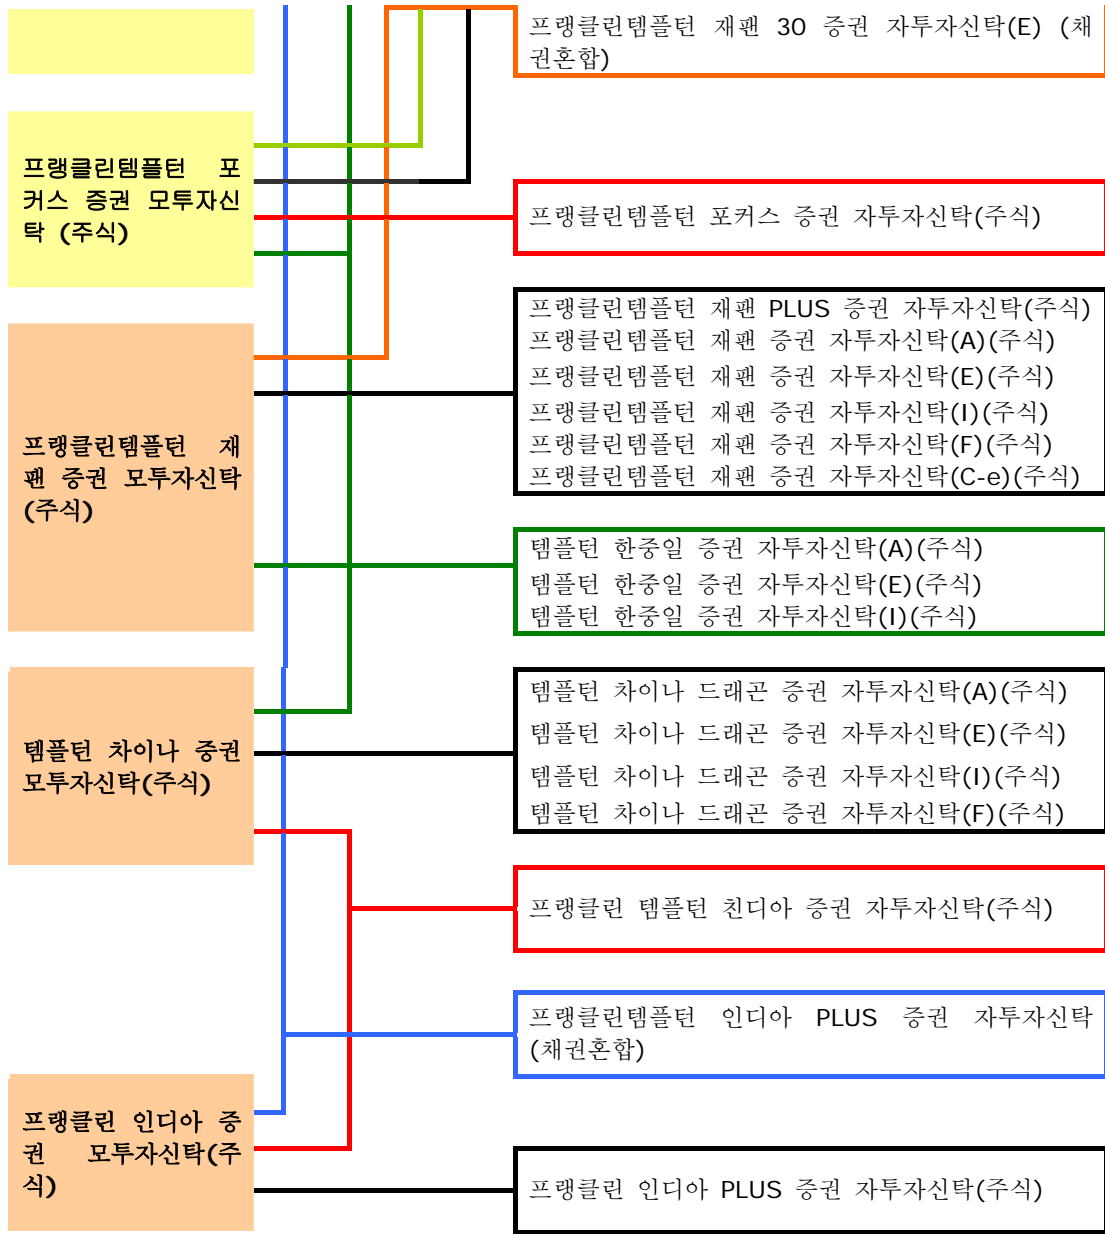 프랭클린템플턴 재팬 30 증권 자투자신탁(E) (채
권혼합)
프랭클린템플턴 포
커스 증권 모투자신
탁 (주식)
프랭클린템플턴 포커스 증권 자투자신탁(주식)
프랭클린템플턴 재
팬 증권 모투자신탁
(주식)
프랭클린템플턴 재팬 PLUS 증권 자투자신탁(주식)
프랭클린템플턴 재팬 증권 자투자신탁(A)(주식)
프랭클린템플턴 재팬 증권 자투자신탁(E)(주식)
프랭클린템플턴 재팬 증권 자투자신탁(I)(주식)
프랭클린템플턴 재팬 증권 자투자신탁(F)(주식)
프랭클린템플턴 재팬 증권 자투자신탁(C-e)(주식)
템플턴 한중일 증권 자투자신탁(A)(주식)
템플턴 한중일 증권 자투자신탁(E)(주식)
템플턴 한중일 증권 자투자신탁(I)(주식)
템플턴 차이나 증권
모투자신탁(주식)
템플턴 차이나 드래곤 증권 자투자신탁(A)(주식)
템플턴 차이나 드래곤 증권 자투자신탁(E)(주식)
템플턴 차이나 드래곤 증권 자투자신탁(I)(주식)
템플턴 차이나 드래곤 증권 자투자신탁(F)(주식)
프랭클린 템플턴 친디아 증권 자투자신탁(주식)
프랭클린템플턴 인디아 PLUS 증권 자투자신탁
(채권혼합)
프랭클린 인디아 증
권 모투자신탁(주
식)
프랭클린 인디아 PLUS 증권 자투자신탁(주식)